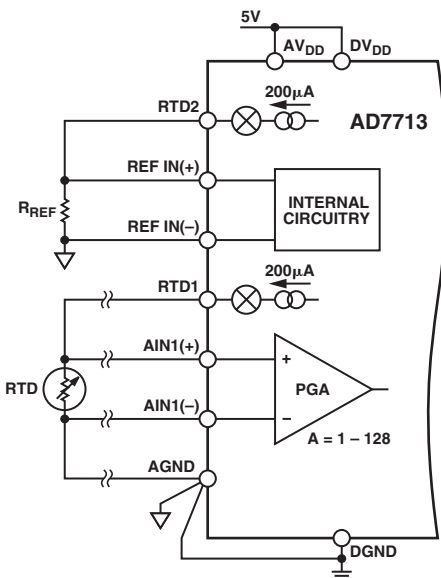 5V
AVDD
DVDD
RTD2
200µA
AD7713
REF IN(+)
RREF
INTERNAL
CIRCUITRY
REF IN(–)
RTD1
200µA
AIN1(+)
+
RTD
PGA
AIN1(–)
–
A = 1 – 128
AGND
DGND